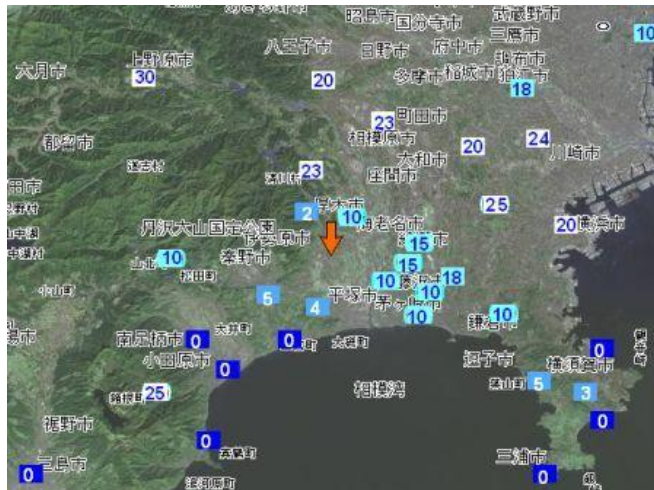 昭島市
国分寺市
武蔵野市
三鷹市
10
八王子市
日野市
府中市
調布市
六月市
上野原市
30
20
多摩市
稲城市
狛江市
18
町田市
23
相模原市
24
都留市
20
大和市
川崎市
道志村
23
清川村
座間市
25
2
厚木市
10
海老名市
20
横浜市
丹沢大山国定公園
伊勢原市
15
10
山北町
秦野市
15
松田町
10
藤沢市
18
小山町
5
4
平塚市
10
茅ヶ崎市
10
鎌倉市
10
南足柄市
0
大井町
0
大磯町
0
小田原市
0
逗子市
横須賀市
箱根町
25
相模湾
葉山町
5
3
裾野市
0
0
真鶴町
三島市
0
湯河原町
三浦市
0